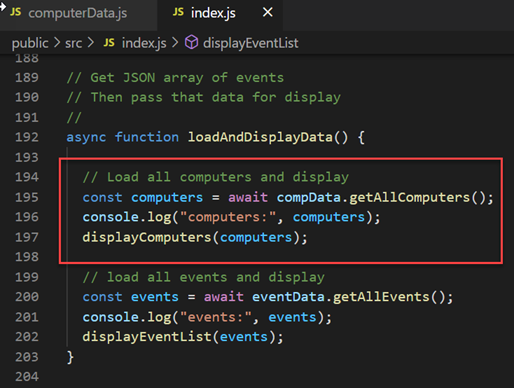 JS computerData.js
JS index.js ×
public > src > JS index.js > displayEventList
188
189 // Get JSON array of events
190 // Then pass that data for display
191 //
192 async function loadAndDisplayData() {
193
194 // Load all computers and display
195 const computers = await compData.getAllComputers();
196 console.log("computers:", computers);
197 displayComputers(computers);
198
199 // load all events and display
200 const events = await eventData.getAllEvents();
201 console.log("events:", events);
202 displayEventList(events);
203 }
204